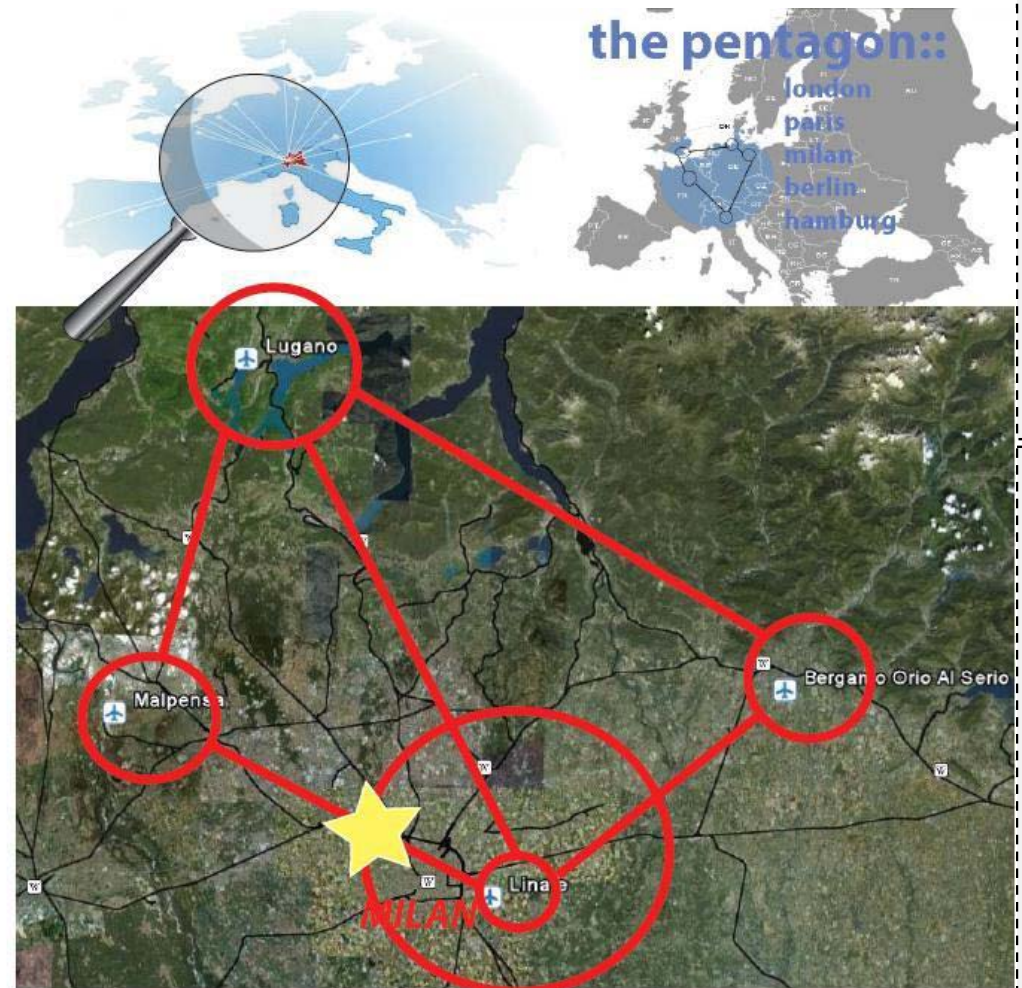 the pentagon::
london
paris
milan
berlin
hamburg
Lugano
Malpensa
Bergamo Orio Al Serio
Linate
MILAN